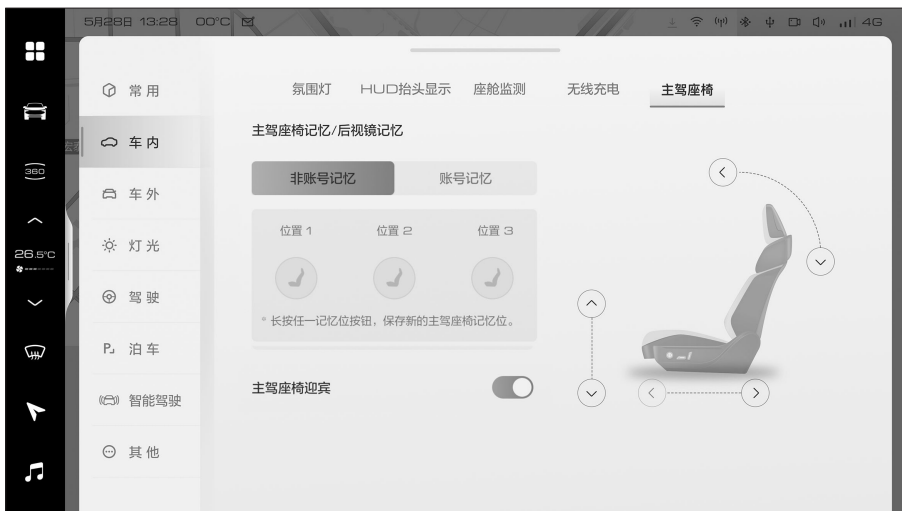 5月28日 13:28 00°C 4G
360
26.5°C
常用
车内
车外
灯光
驾驶
P 泊车
智能驾驶
其他
氛围灯 HUD抬头显示 座舱监测 无线充电 主驾座椅
主驾座椅记忆/后视镜记忆
非账号记忆 账号记忆
位置 1 位置 2 位置 3
* 长按任一记忆位按钮，保存新的主驾座椅记忆位。
主驾座椅迎宾